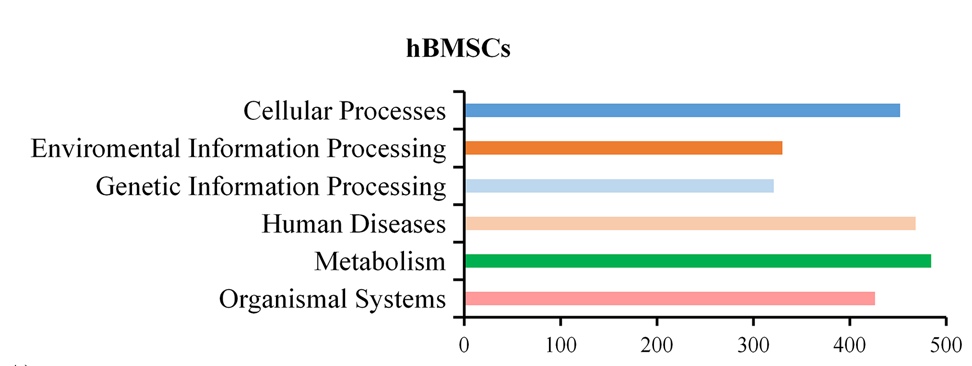 hBMSCs
Cellular Processes
Enviromental Information Processing
Genetic Information Processing
Human Diseases
Metabolism
Organismal Systems
0 100 200 300 400 500